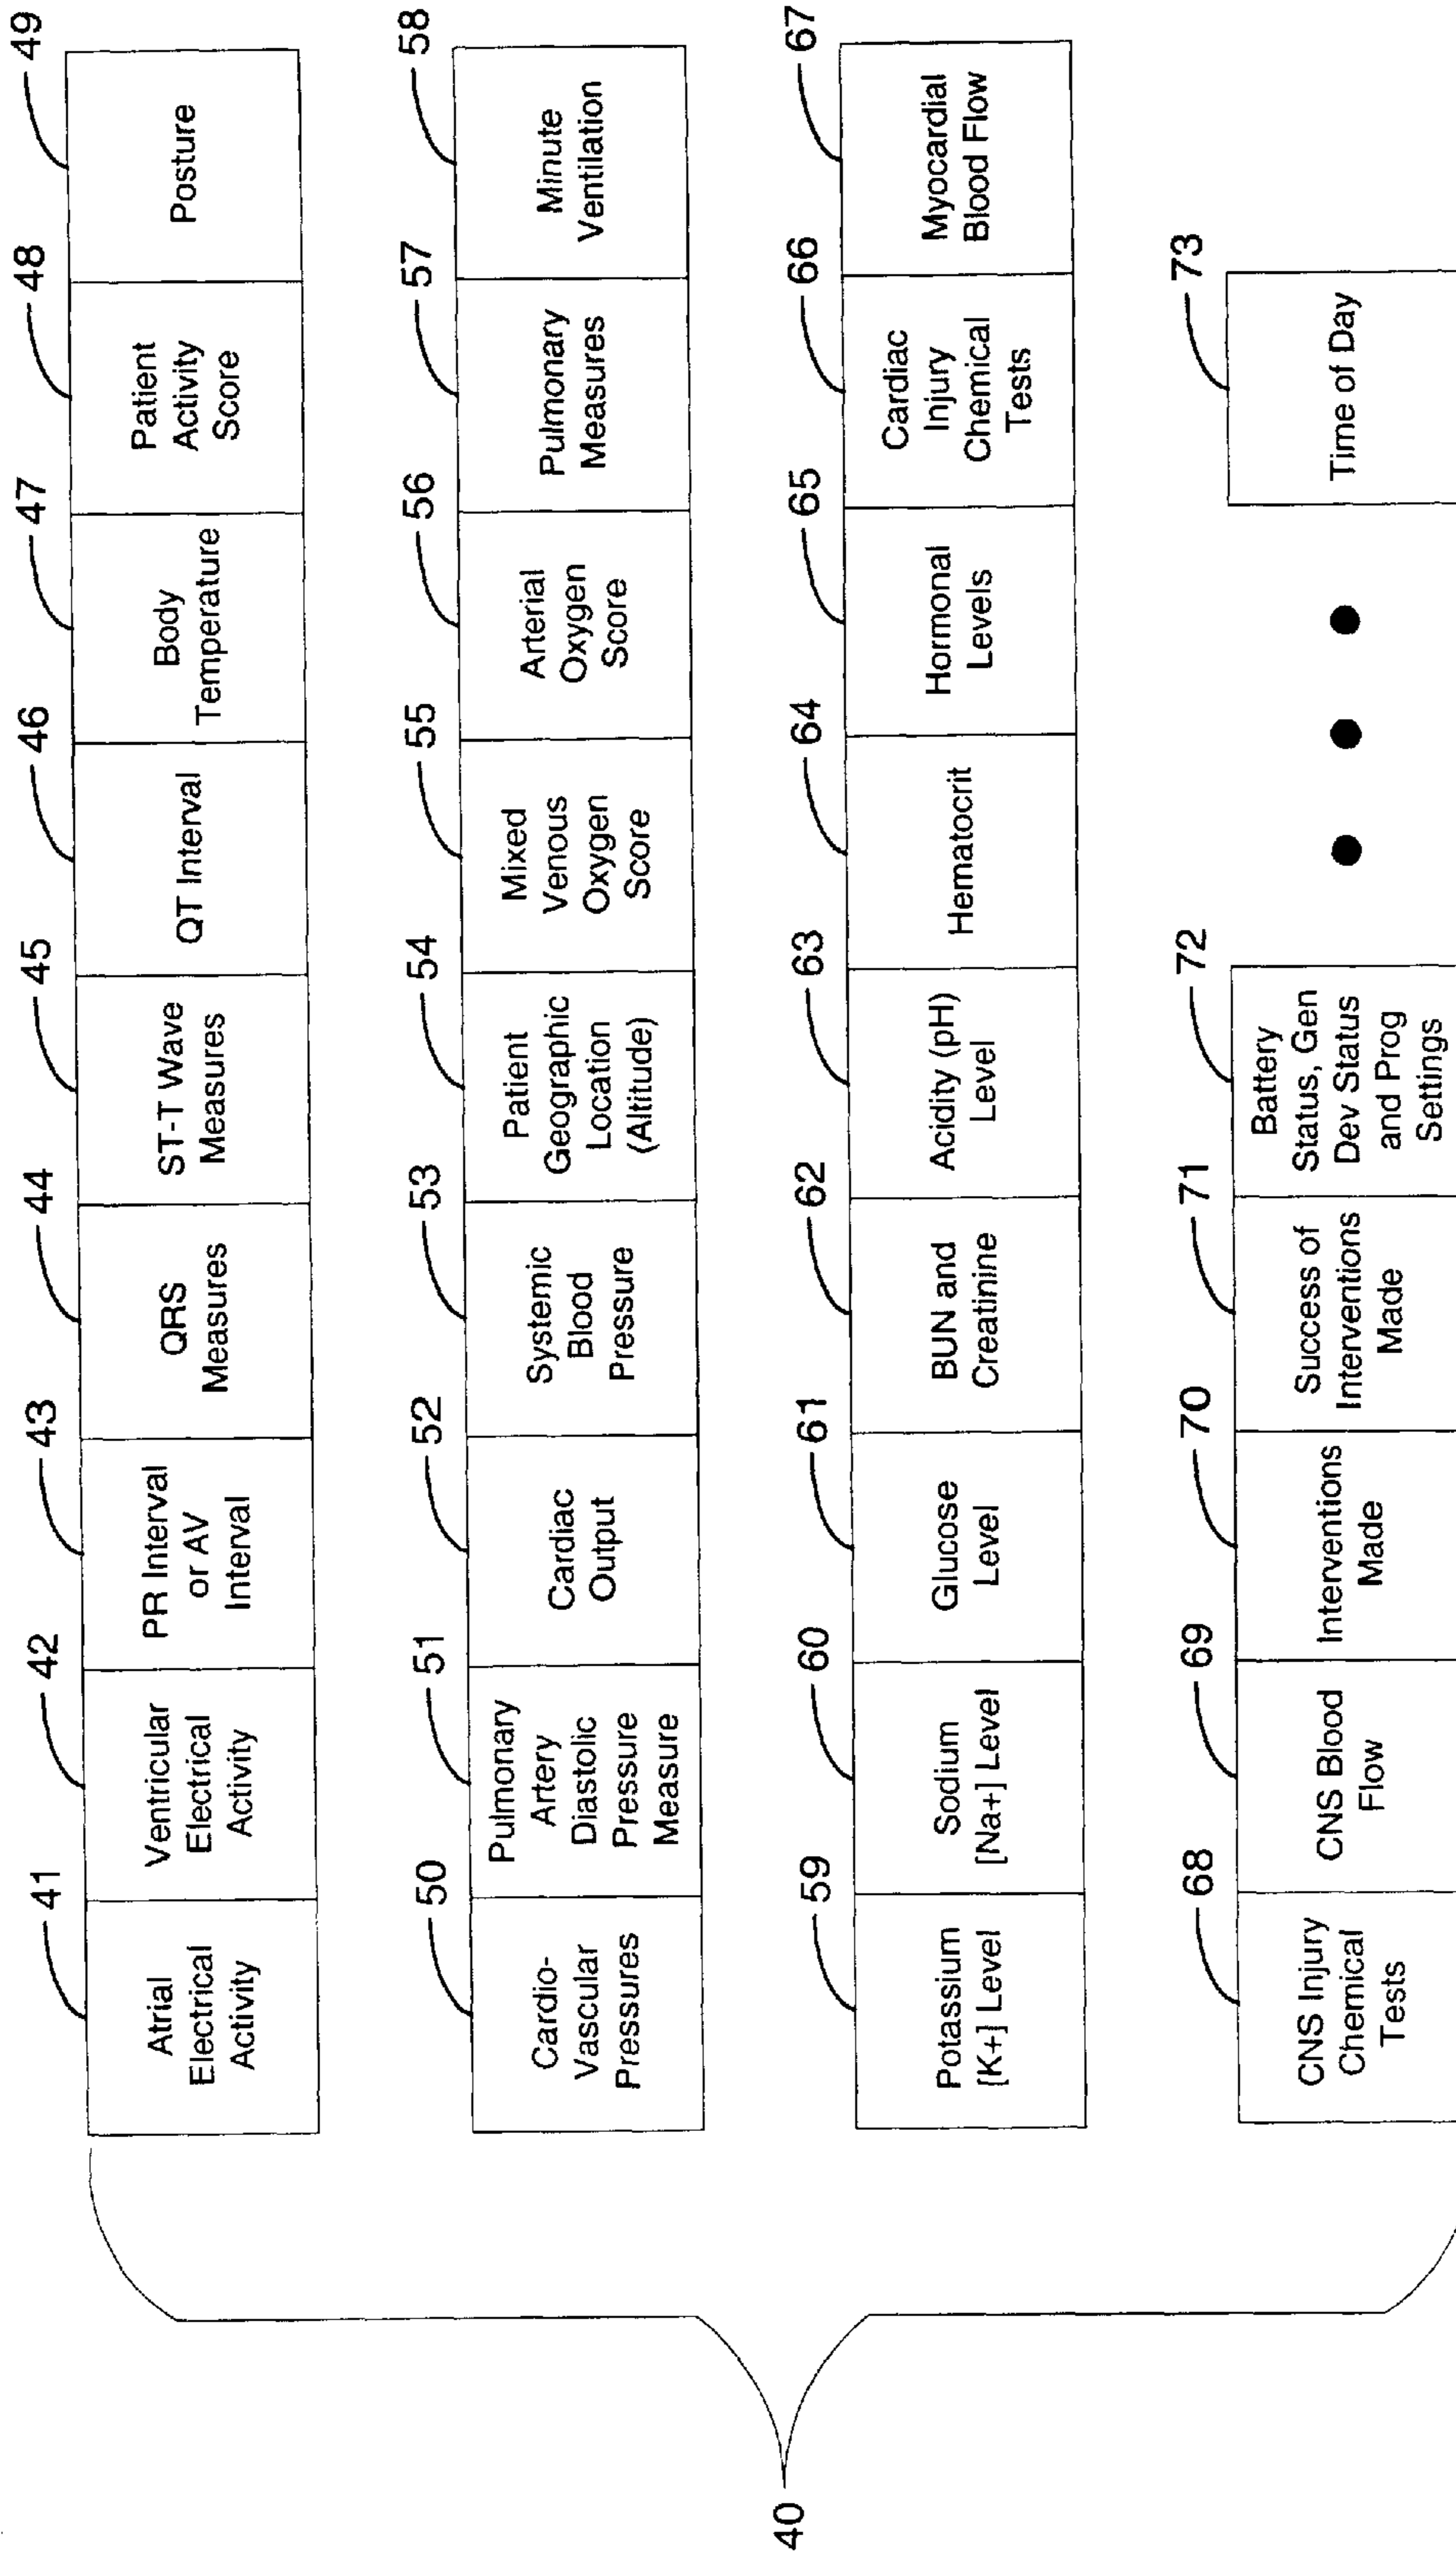 40
41
Atrial
Electrical
Activity
42
Ventricular
Electrical
Activity
43
PR Interval
or AV
Interval
44
QRS
Measures
45
ST-T Wave
Measures
46
QT Interval
47
Body
Temperature
48
Patient
Activity
Score
49
Posture
50
Cardio-
Vascular
Pressures
51
Pulmonary
Artery
Diastolic
Pressure
Measure
52
Cardiac
Output
53
Systemic
Blood
Pressure
54
Patient
Geographic
Location
(Altitude)
55
Mixed
Venous
Oxygen
Score
56
Arterial
Oxygen
Score
57
Pulmonary
Measures
58
Minute
Ventilation
59
Potassium
[K+] Level
60
Sodium
[Na+] Level
61
Glucose
Level
62
BUN and
Creatinine
63
Acidity (pH)
Level
64
Hematocrit
65
Hormonal
Levels
66
Cardiac
Injury
Chemical
Tests
67
Myocardial
Blood Flow
68
CNS Injury
Chemical
Tests
69
CNS Blood
Flow
70
Interventions
Made
71
Success of
Interventions
Made
72
Battery
Status, Gen
Dev Status
and Prog
Settings
73
Time of Day